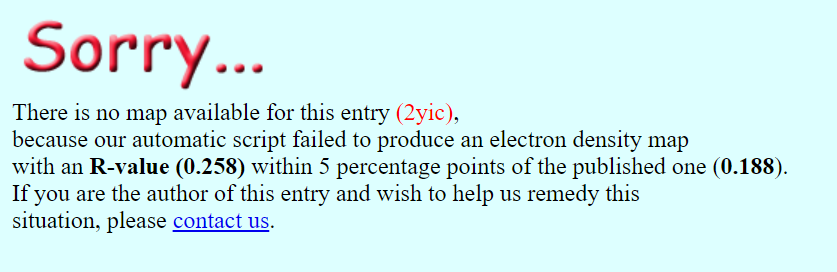 Sorry...
There is no map available for this entry (2yic),
because our automatic script failed to produce an electron density map
with an R-value (0.258) within 5 percentage points of the published one (0.188).
If you are the author of this entry and wish to help us remedy this
situation, please contact us.